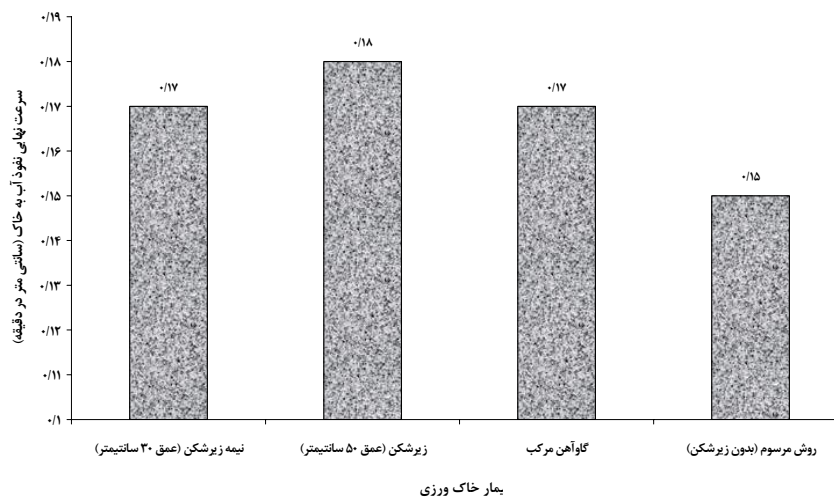 سرعت نهایی نفوذ آب به خاک (سانتی متر در دقیقه)
۰/۱۹
۰/۱۸
۰/۱۷
۰/۱۶
۰/۱۵
۰/۱۴
۰/۱۳
۰/۱۲
۰/۱۱
۰/۱
۰/۱۷
۰/۱۸
۰/۱۷
۰/۱۵
نیمه زیرشکن (عمق ۳۰ سانتیمتر)
زیرشکن (عمق ۵۰ سانتیمتر)
گاوآهن مرکب
روش مرسوم (بدون زیرشکن)
یمار خاک ورزی